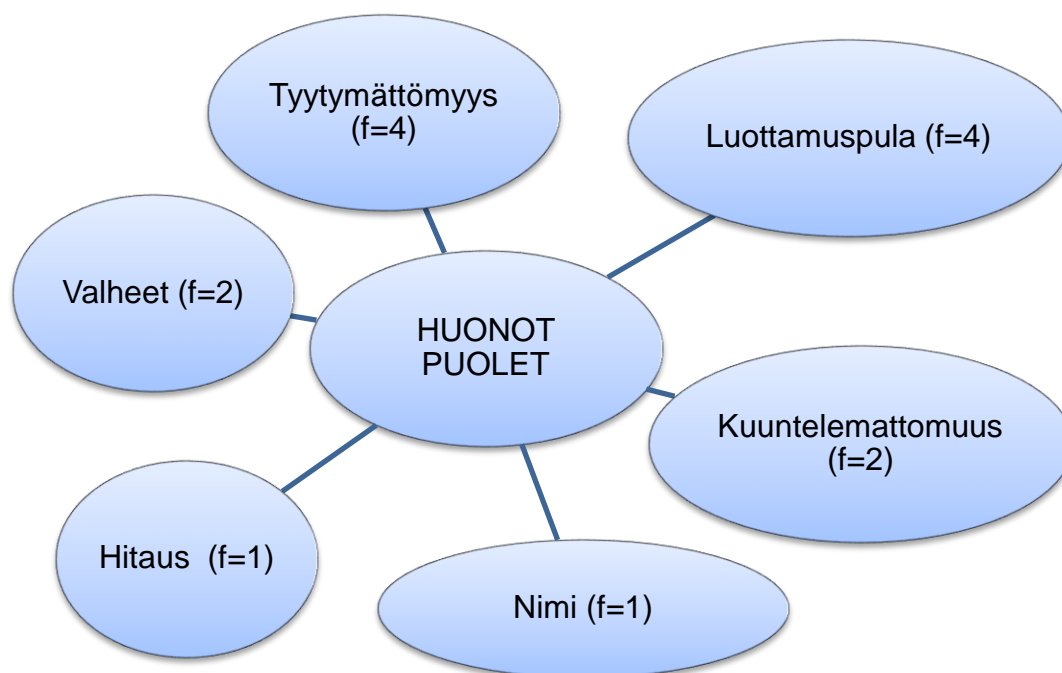 Tyytymättömyys
(f=4)
Luottamuspula (f=4)
Valheet (f=2)
HUONOT
PUOLET
Kuuntelemattomuus
(f=2)
Hitaus  (f=1)
Nimi (f=1)